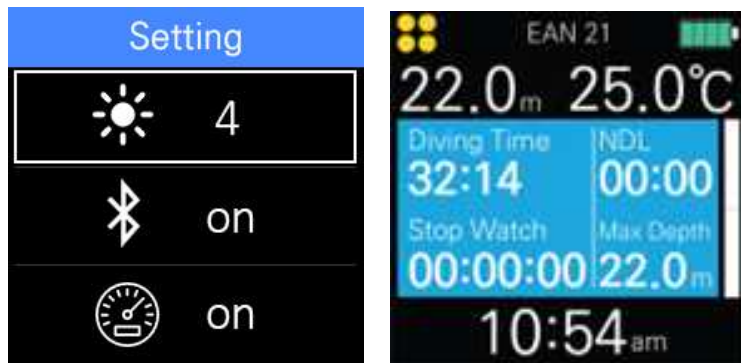 Setting
4
on
on
EAN 21
22.0m 25.0°C
Diving Time NDL
32:14 00:00
Stop Watch Max Depth
00:00:00 22.0m
10:54am